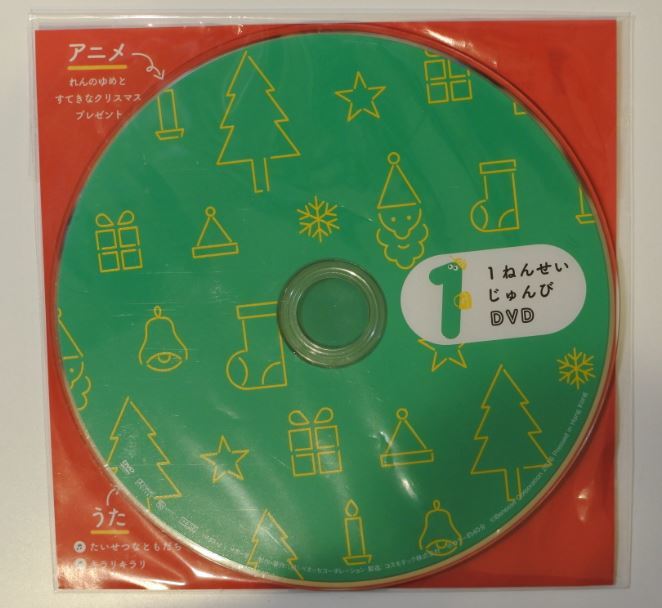 アニメ
れんのゆめと
すてきなクリスマス
プレゼント
1
1ねんせい
じゅんび
DVD
うた
たいせつなともだち
キラリキラリ